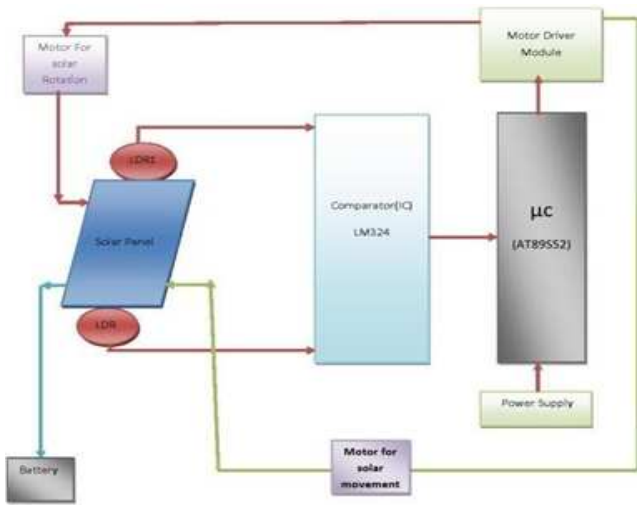 Motor For
solar
Rotation
Motor Driver
Module
LDR1
Comparator(IC)
LM324
µc
(AT89S52)
Solar Panel
LDR
Power Supply
Battery
Motor for
solar
movement